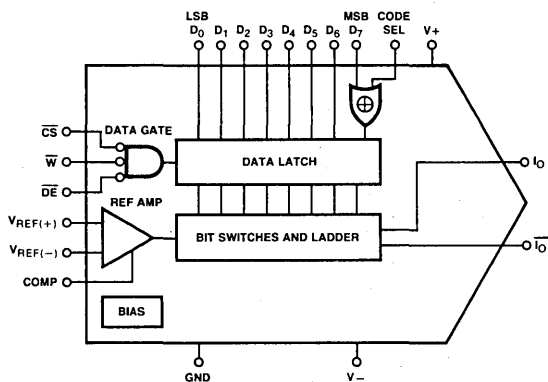 LSB MSB CODE
D0 D1 D2 D3 D4 D5 D6 D7 SEL V+
CS DATA GATE
W
DE
DATA LATCH
IO
REF AMP
VREF(+)
VREF(−)
BIT SWITCHES AND LADDER
IO
COMP
BIAS
GND V−